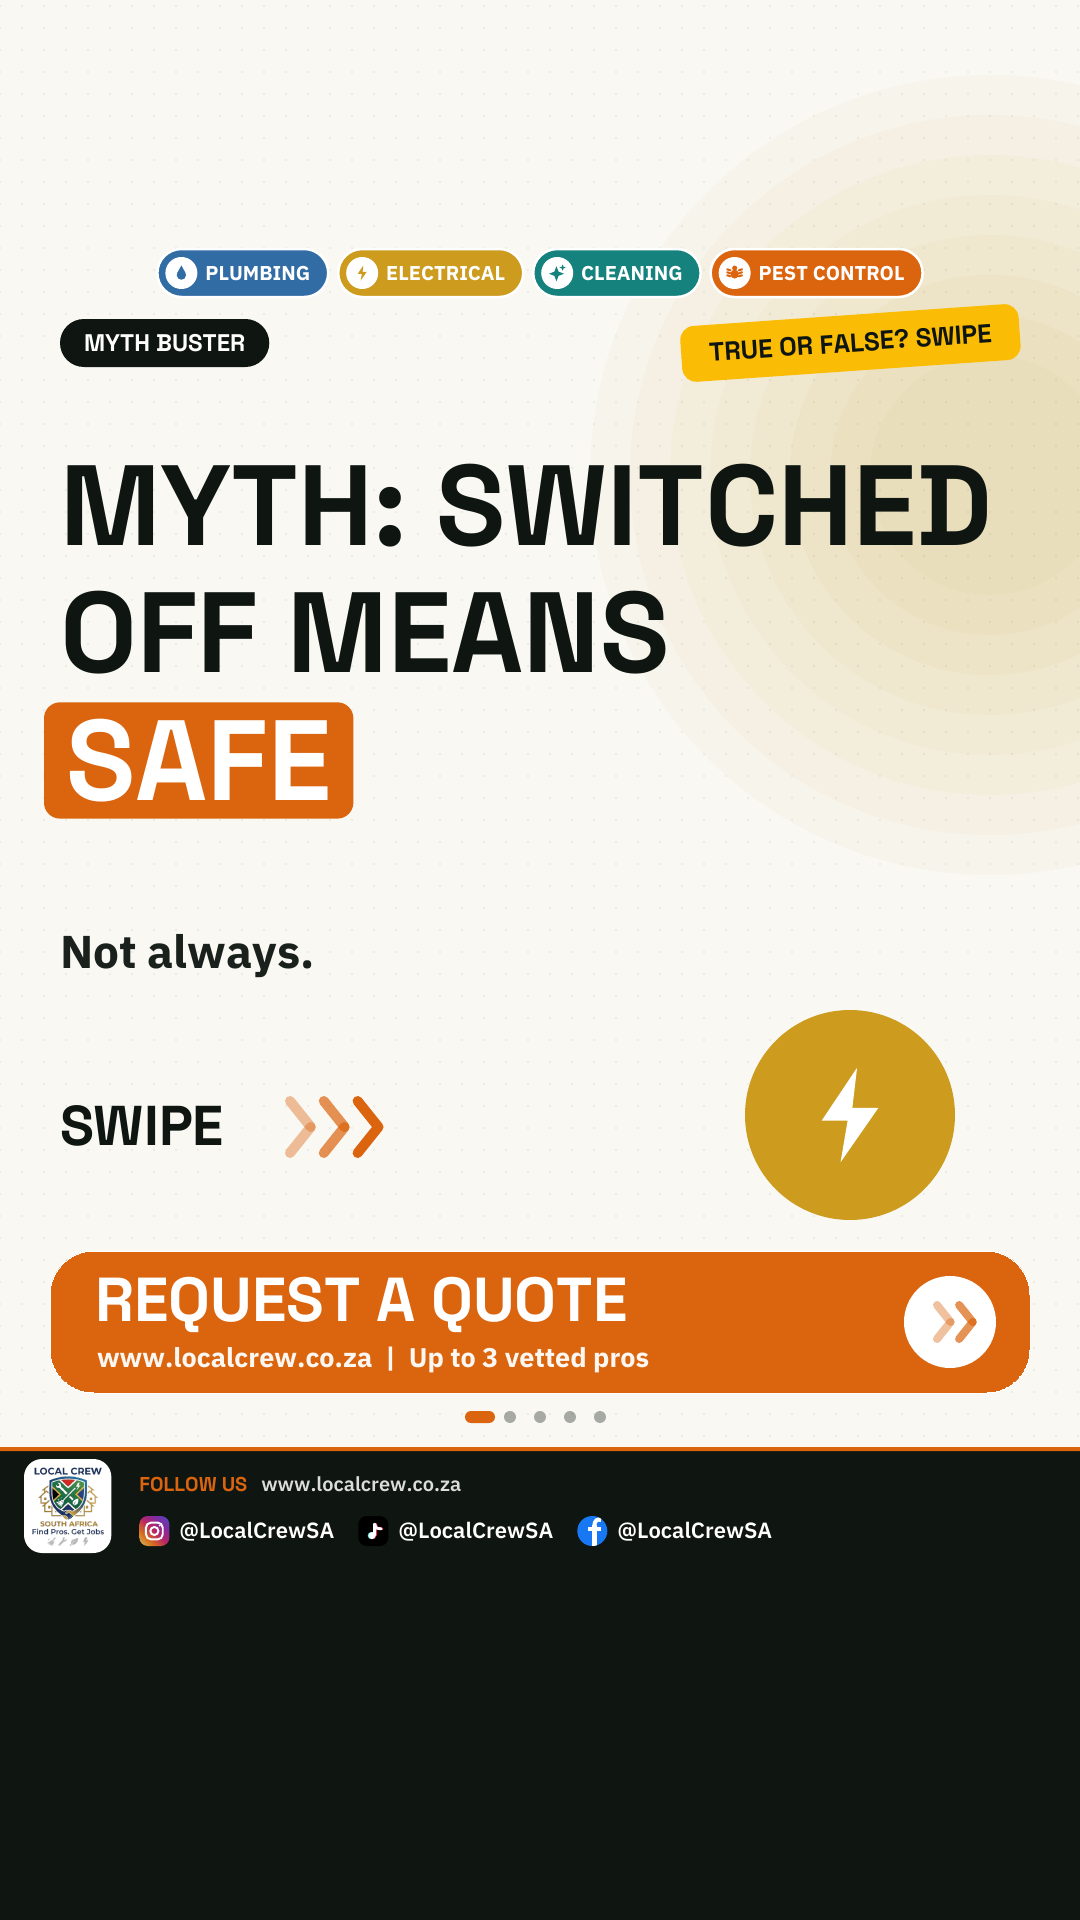 PLUMBING
ELECTRICAL
CLEANING
PEST CONTROL
MYTH BUSTER
TRUE OR FALSE? SWIPE
MYTH: SWITCHED
OFF MEANS
SAFE
Not always.
SWIPE
REQUEST A QUOTE
www.localcrew.co.za | Up to 3 vetted pros
LOCAL CREW
SOUTH AFRICA
Find Pros. Get Jobs
FOLLOW US www.localcrew.co.za
@LocalCrewSA @LocalCrewSA @LocalCrewSA